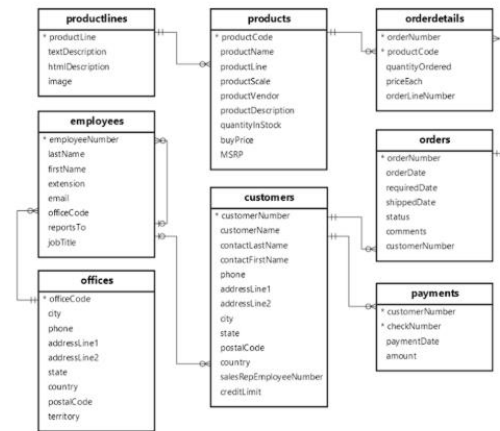 productlines
* productLine
textDescription
htmlDescription
image
products
* productCode
productName
productLine
productScale
productVendor
productDescription
quantityInStock
buyPrice
MSRP
orderdetails
* orderNumber
* productCode
quantityOrdered
priceEach
orderLineNumber
employees
* employeeNumber
lastName
firstName
extension
email
officeCode
reportsTo
jobTitle
orders
* orderNumber
orderDate
requiredDate
shippedDate
status
comments
customerNumber
customers
* customerNumber
customerName
contactLastName
contactFirstName
phone
addressLine1
addressLine2
city
state
postalCode
country
salesRepEmployeeNumber
creditLimit
offices
* officeCode
city
phone
addressLine1
addressLine2
state
country
postalCode
territory
payments
* customerNumber
* checkNumber
paymentDate
amount